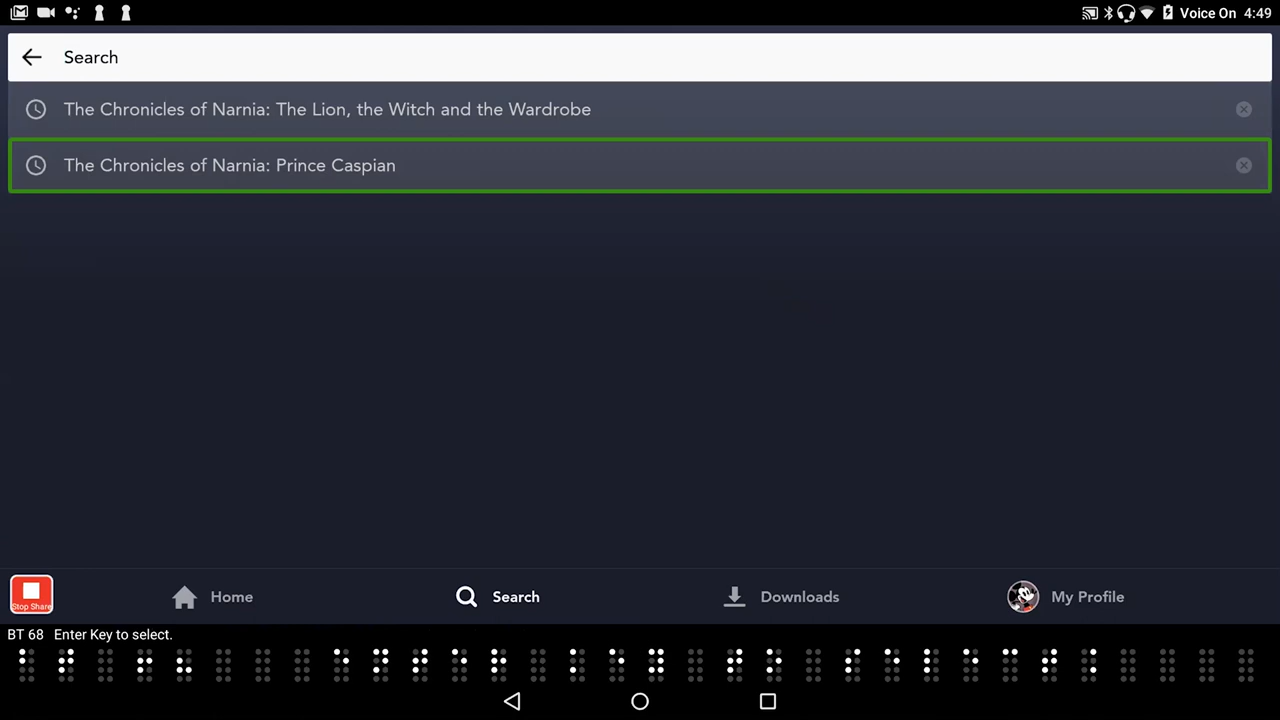 Voice On 4:49
Search
The Chronicles of Narnia: The Lion, the Witch and the Wardrobe
The Chronicles of Narnia: Prince Caspian
Stop Share
Home
Search
Downloads
My Profile
BT 68 Enter Key to select.